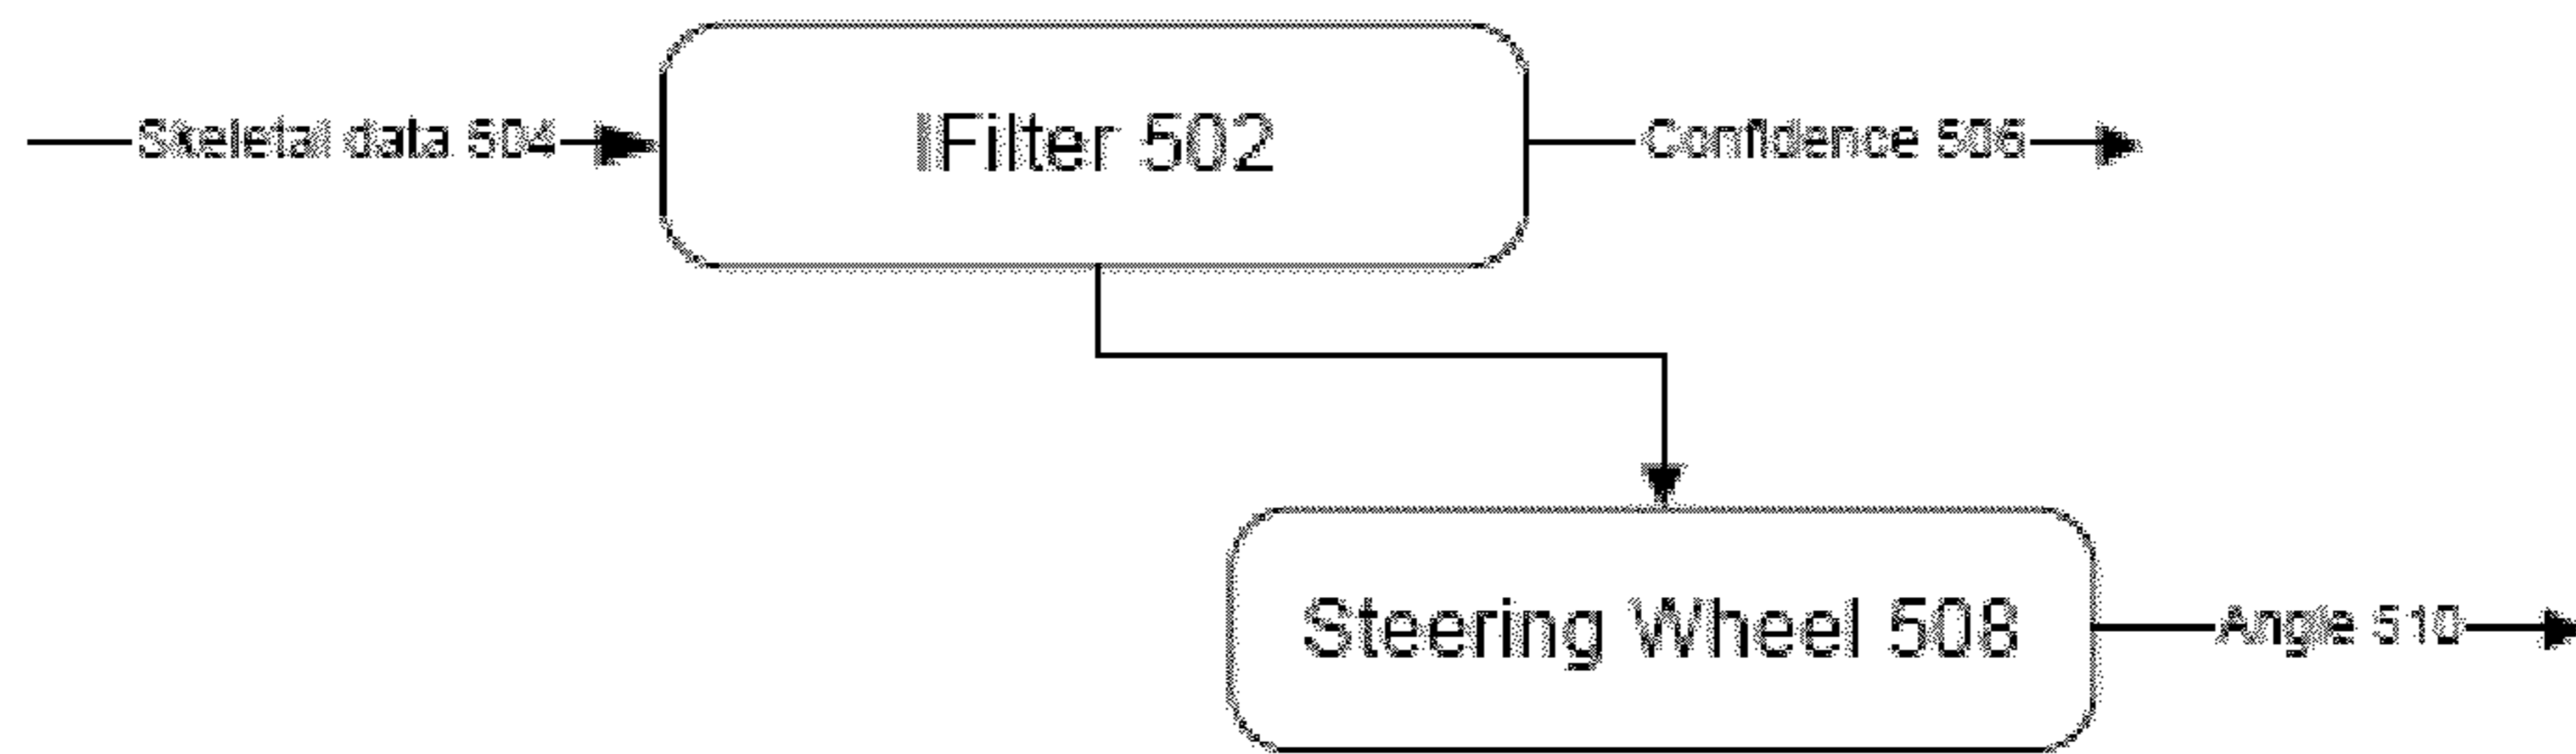 Skeletal data 504
IFilter 502
Confidence 506
Steering Wheel 508
Angle 510